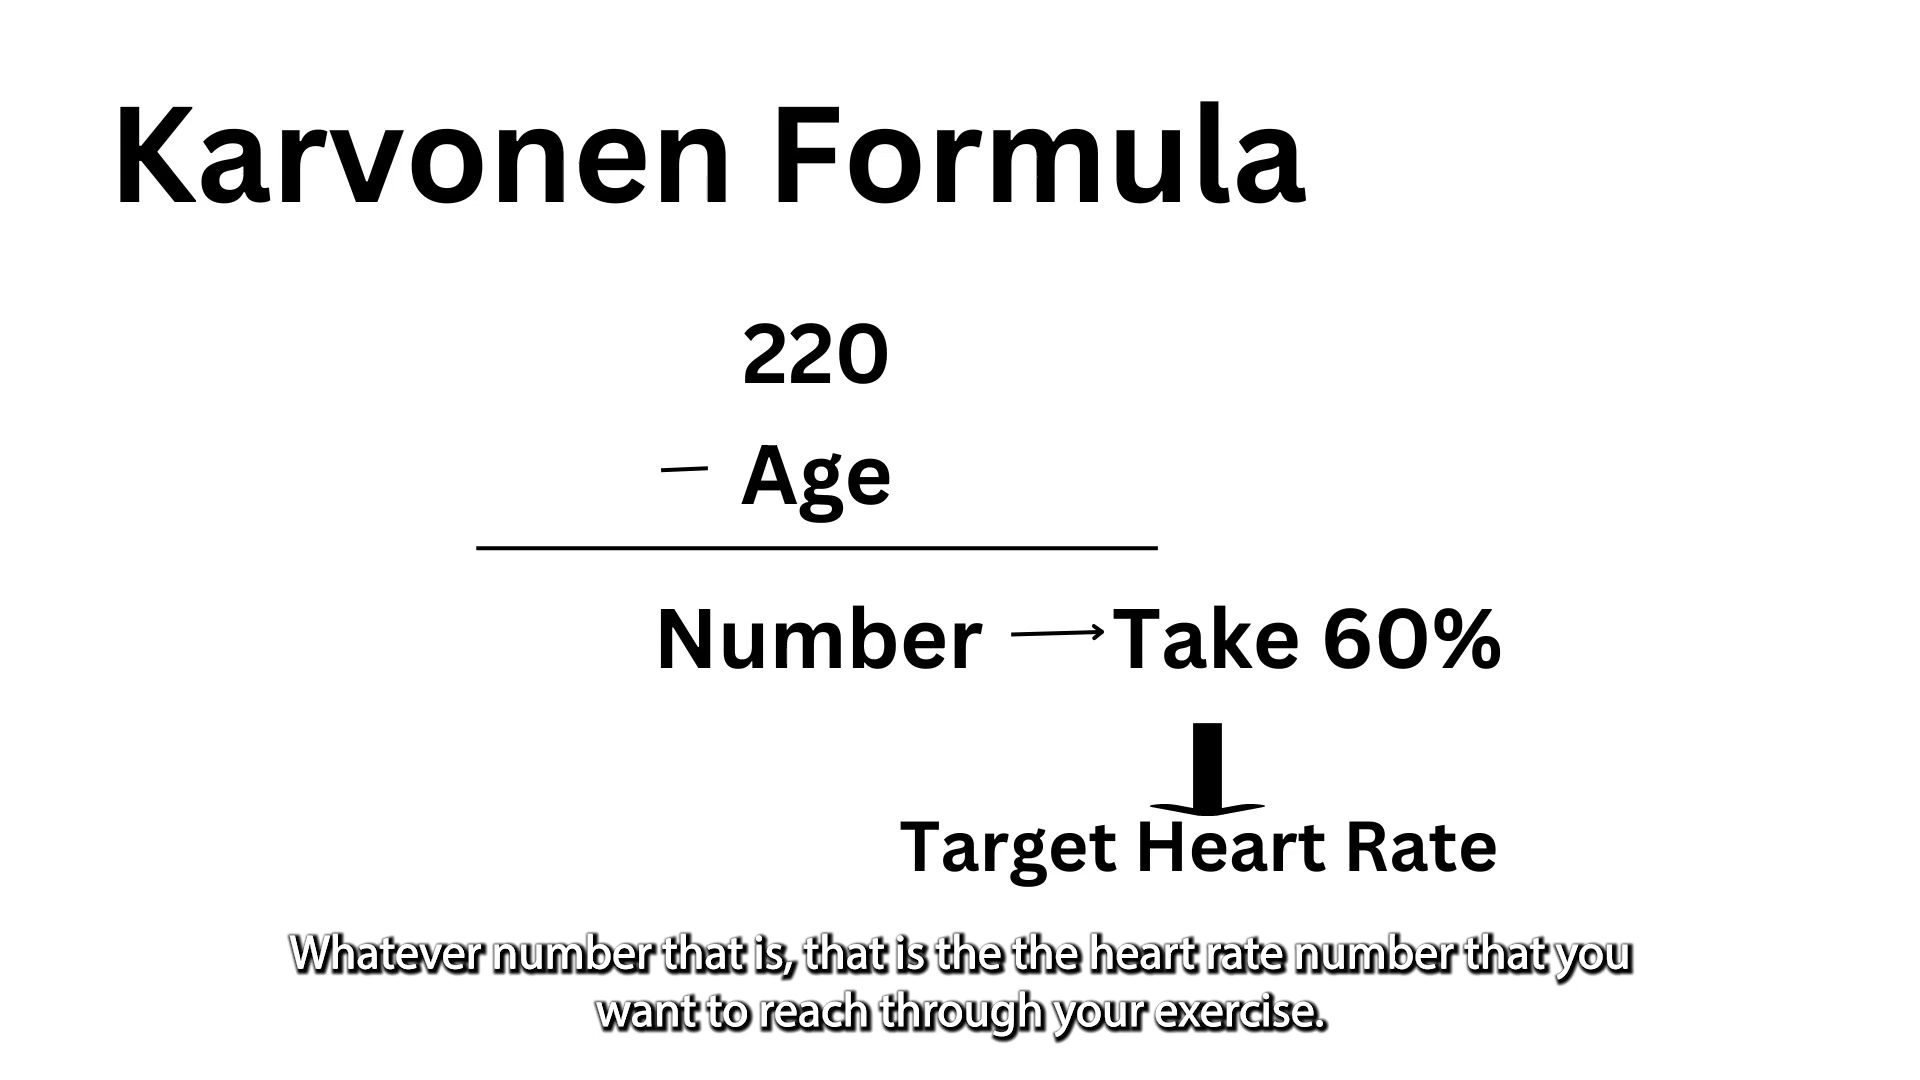 Karvonen Formula
220
— Age
Number → Take 60%
Target Heart Rate
Whatever number that is, that is the the heart rate number that you
want to reach through your exercise.